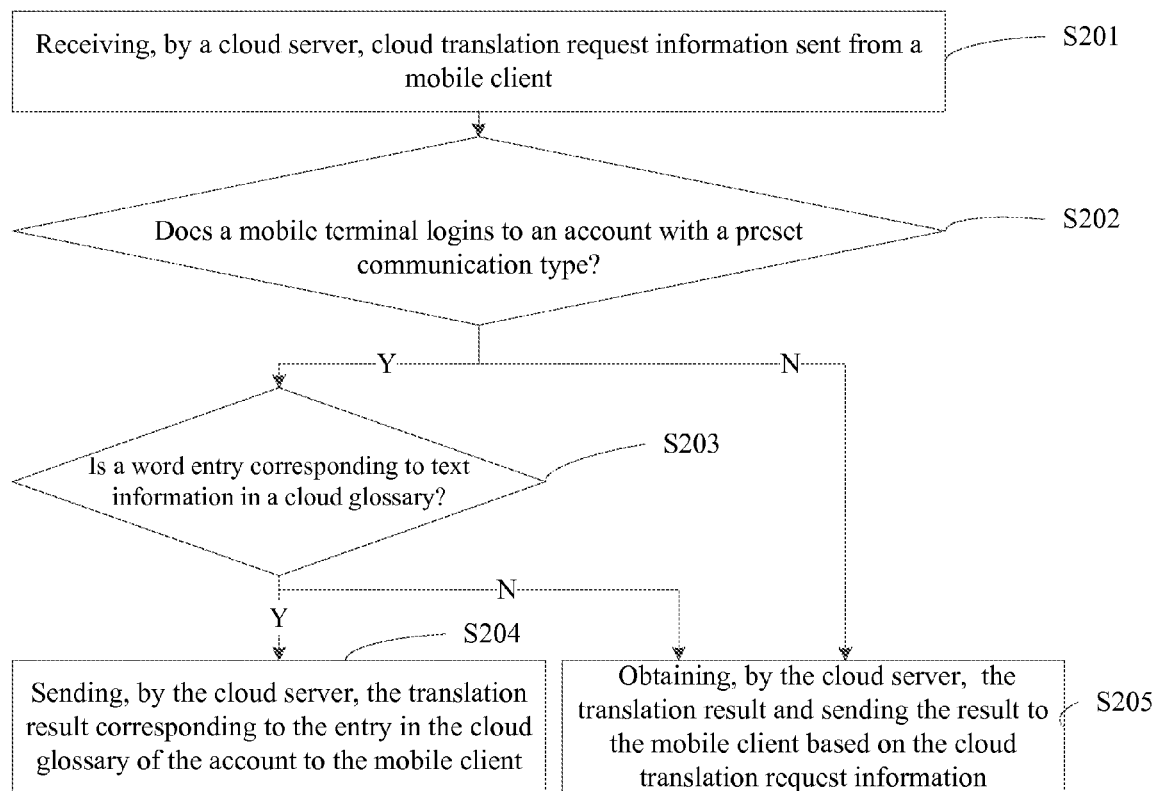 Receiving, by a cloud server, cloud translation request information sent from a
mobile client
S201
Does a mobile terminal logins to an account with a preset
communication type?
S202
Y
N
Is a word entry corresponding to text
information in a cloud glossary?
S203
N
Y
S204
Sending, by the cloud server, the translation
result corresponding to the entry in the cloud
glossary of the account to the mobile client
Obtaining, by the cloud server, the
translation result and sending the result to
the mobile client based on the cloud
translation request information
S205